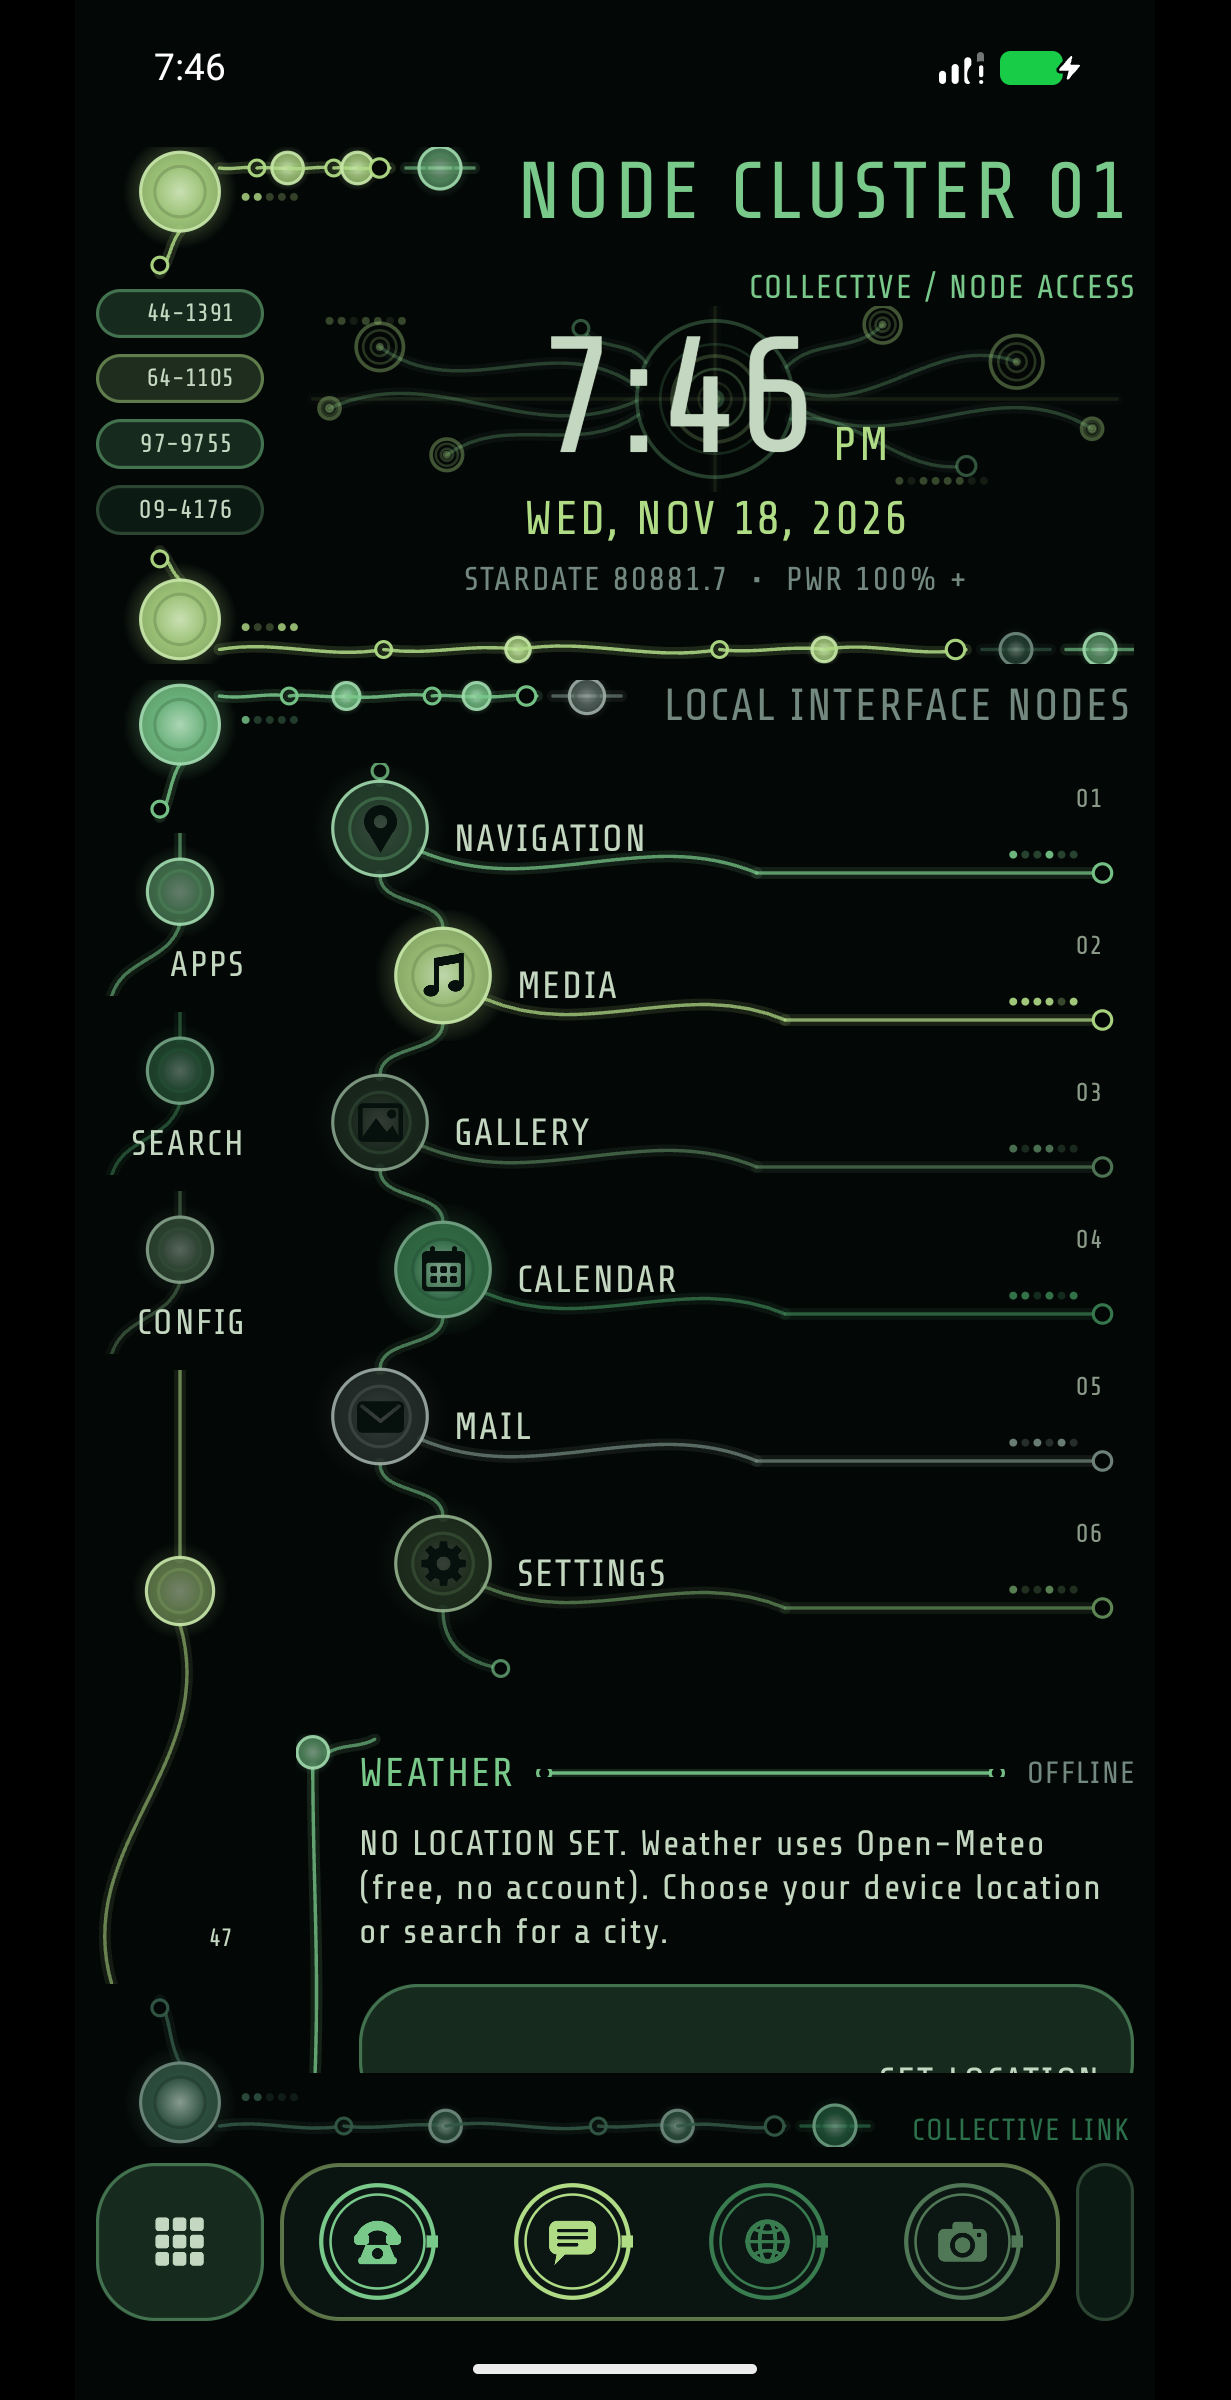 7:46
NODE CLUSTER 01
COLLECTIVE / NODE ACCESS
44-1391
64-1105
97-9755
09-4176
7:46 PM
WED, NOV 18, 2026
STARDATE 80881.7 · PWR 100% +
LOCAL INTERFACE NODES
01
NAVIGATION
02
MEDIA
03
GALLERY
04
CALENDAR
05
MAIL
06
SETTINGS
APPS
SEARCH
CONFIG
47
WEATHER
OFFLINE
NO LOCATION SET. Weather uses Open-Meteo
(free, no account). Choose your device location
or search for a city.
SET LOCATION
COLLECTIVE LINK